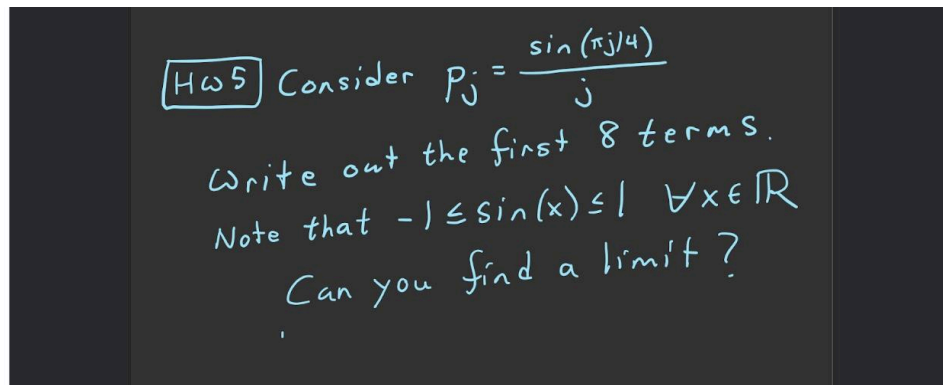 HW5 Consider Pj = sin(πj/4) / j
Write out the first 8 terms.
Note that -1 ≤ sin(x) ≤ 1 ∀x ∈ ℝ
Can you find a limit?